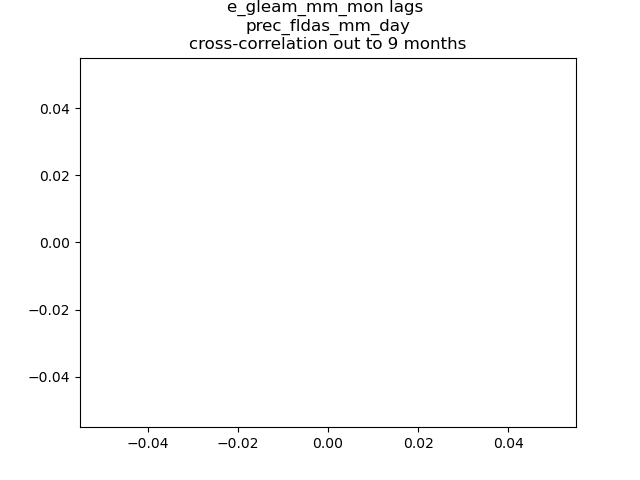 e_gleam_mm_mon lags
prec_fldas_mm_day
cross-correlation out to 9 months
0.04
0.02
0.00
−0.02
−0.04
−0.04 −0.02 0.00 0.02 0.04